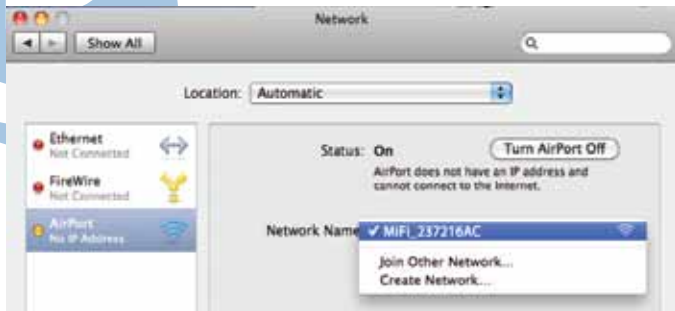 Network
Show All
Location: Automatic
Ethernet
Not Connected
FireWire
Not Connected
AirPort
No IP Address
Status: On
Turn AirPort Off
AirPort does not have an IP address and
cannot connect to the Internet.
Network Name
MiFi_237216AC
Join Other Network...
Create Network...